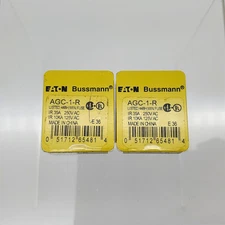 EATON Bussmann
AGC-1-R
IR 35A 250V AC
IR 10KA 125V AC
MADE IN CHINA E 36
0 51712 65481 4
EATON Bussmann
AGC-1-R
IR 35A 250V AC
IR 10KA 125V AC
MADE IN CHINA E 36
0 51712 65481 4